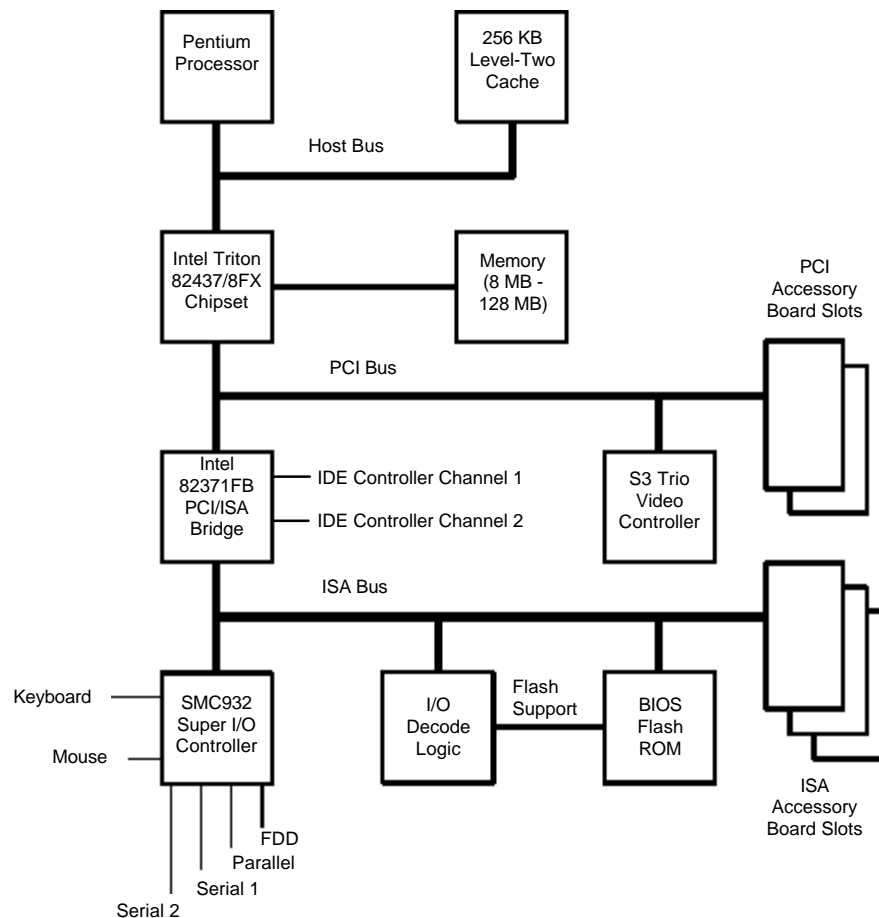 Pentium
Processor
256 KB
Level-Two
Cache
Host Bus
Intel Triton
82437/8FX
Chipset
Memory
(8 MB -
128 MB)
PCI
Accessory
Board Slots
PCI Bus
Intel
82371FB
PCI/ISA
Bridge
IDE Controller Channel 1
IDE Controller Channel 2
S3 Trio
Video
Controller
ISA Bus
Keyboard
Mouse
SMC932
Super I/O
Controller
I/O
Decode
Logic
Flash
Support
BIOS
Flash
ROM
ISA
Accessory
Board Slots
FDD
Parallel
Serial 1
Serial 2